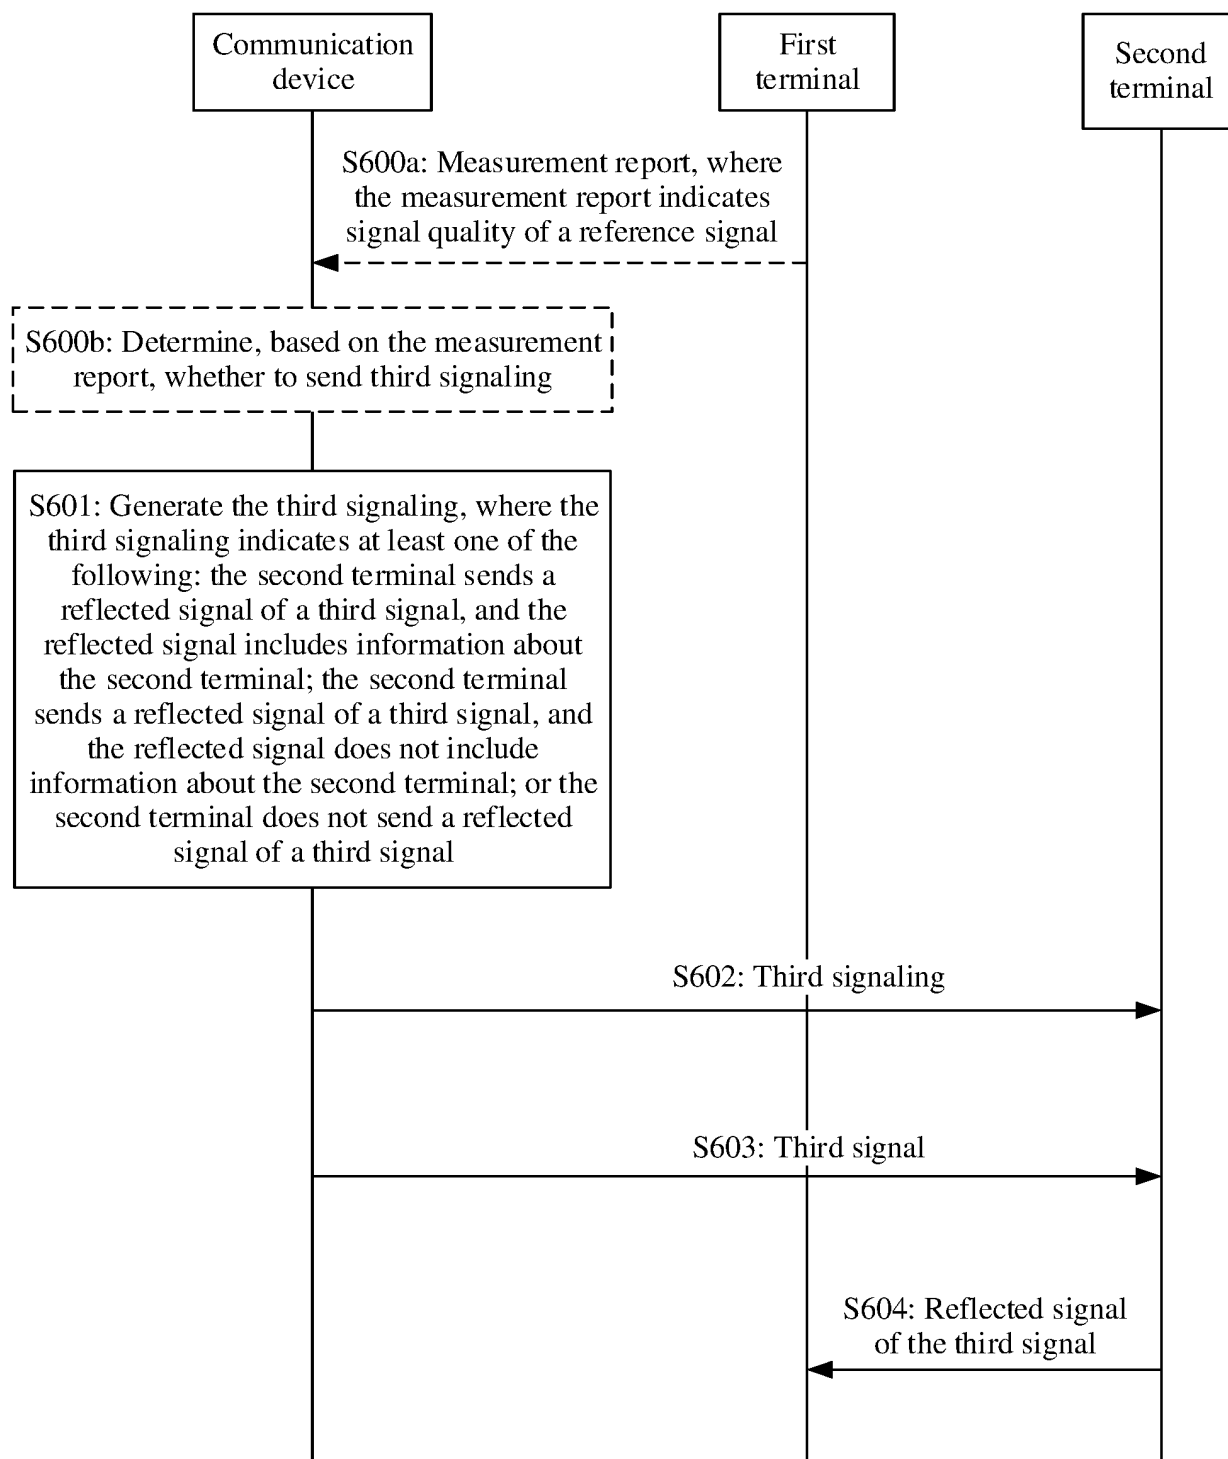 Communication
device
First
terminal
Second
terminal
S600a: Measurement report, where
the measurement report indicates
signal quality of a reference signal
S600b: Determine, based on the measurement
report, whether to send third signaling
S601: Generate the third signaling, where the
third signaling indicates at least one of the
following: the second terminal sends a
reflected signal of a third signal, and the
reflected signal includes information about
the second terminal; the second terminal
sends a reflected signal of a third signal, and
the reflected signal does not include
information about the second terminal; or the
second terminal does not send a reflected
signal of a third signal
S602: Third signaling
S603: Third signal
S604: Reflected signal
of the third signal